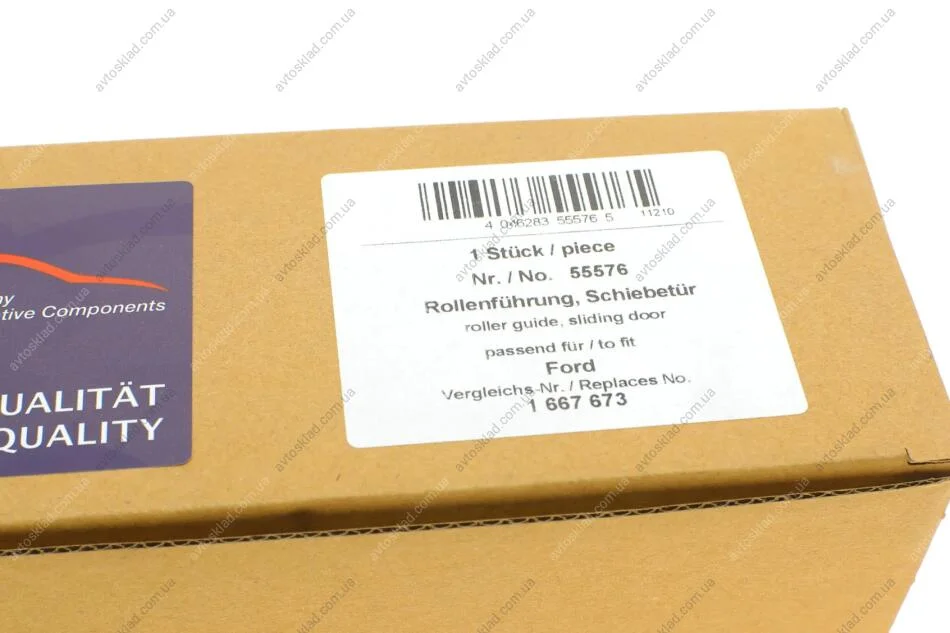 ny
tive Components
UALITÄT
QUALITY
4 046283 55576 5
11210
1 Stück / piece
Nr. / No. 55576
Rollenführung, Schiebetür
roller guide, sliding door
passend für / to fit
Ford
Vergleichs-Nr. / Replaces No.
1 667 673
avtosklad.com.ua